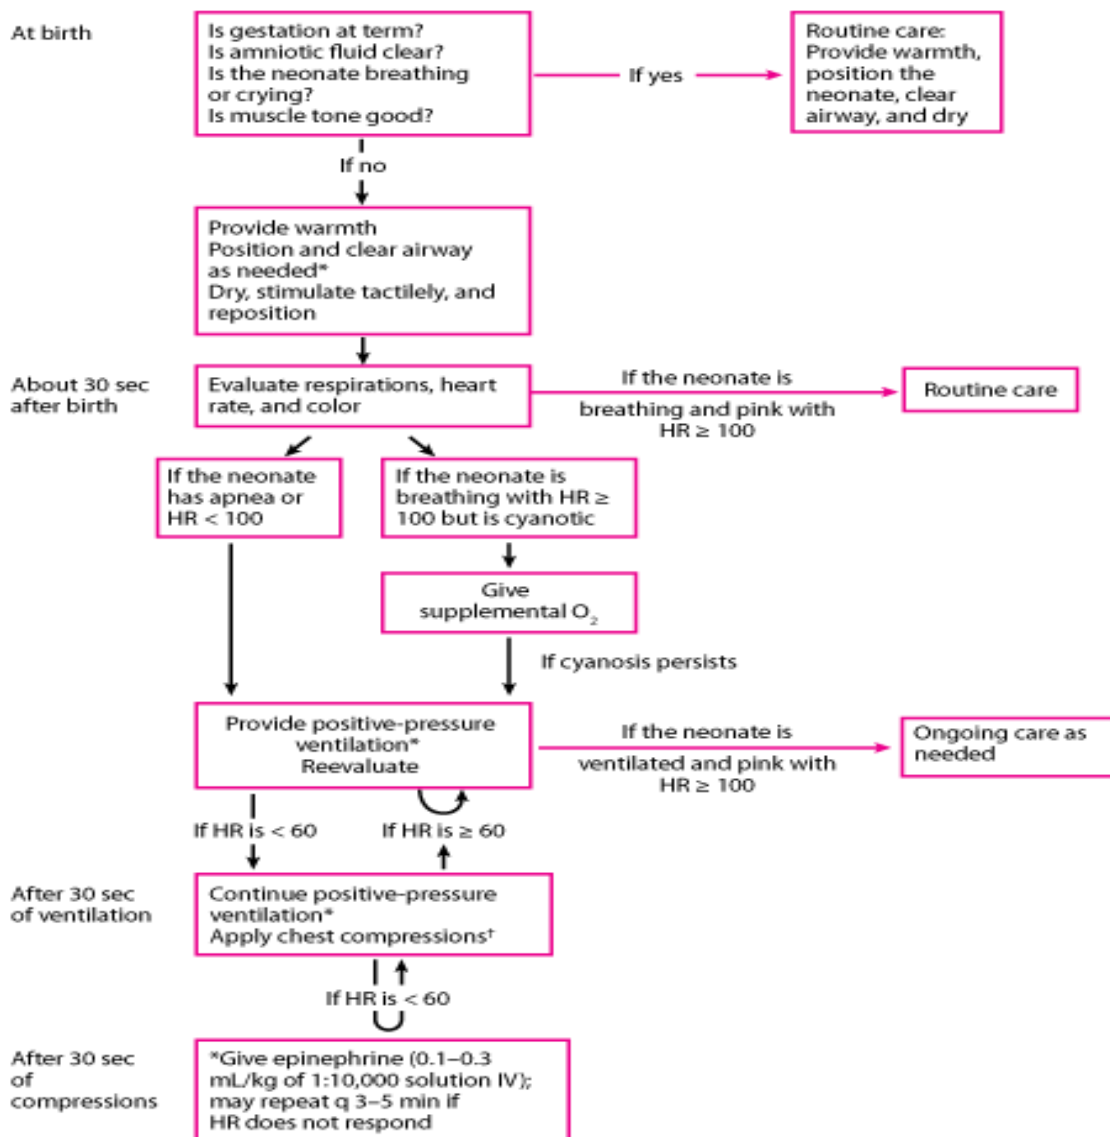 At birth
Is gestation at term?
Is amniotic fluid clear?
Is the neonate breathing
or crying?
Is muscle tone good?
If yes
Routine care:
Provide warmth,
position the
neonate, clear
airway, and dry
If no
Provide warmth
Position and clear airway
as needed*
Dry, stimulate tactilely, and
reposition
About 30 sec
after birth
Evaluate respirations, heart
rate, and color
If the neonate is
breathing and pink with
HR ≥ 100
Routine care
If the neonate
has apnea or
HR < 100
If the neonate is
breathing with HR ≥
100 but is cyanotic
Give
supplemental O₂
If cyanosis persists
Provide positive-pressure
ventilation*
Reevaluate
If the neonate is
ventilated and pink with
HR ≥ 100
Ongoing care as
needed
If HR is < 60
If HR is ≥ 60
After 30 sec
of ventilation
Continue positive-pressure
ventilation*
Apply chest compressions†
If HR is < 60
After 30 sec
of
compressions
*Give epinephrine (0.1–0.3
mL/kg of 1:10,000 solution IV);
may repeat q 3–5 min if
HR does not respond